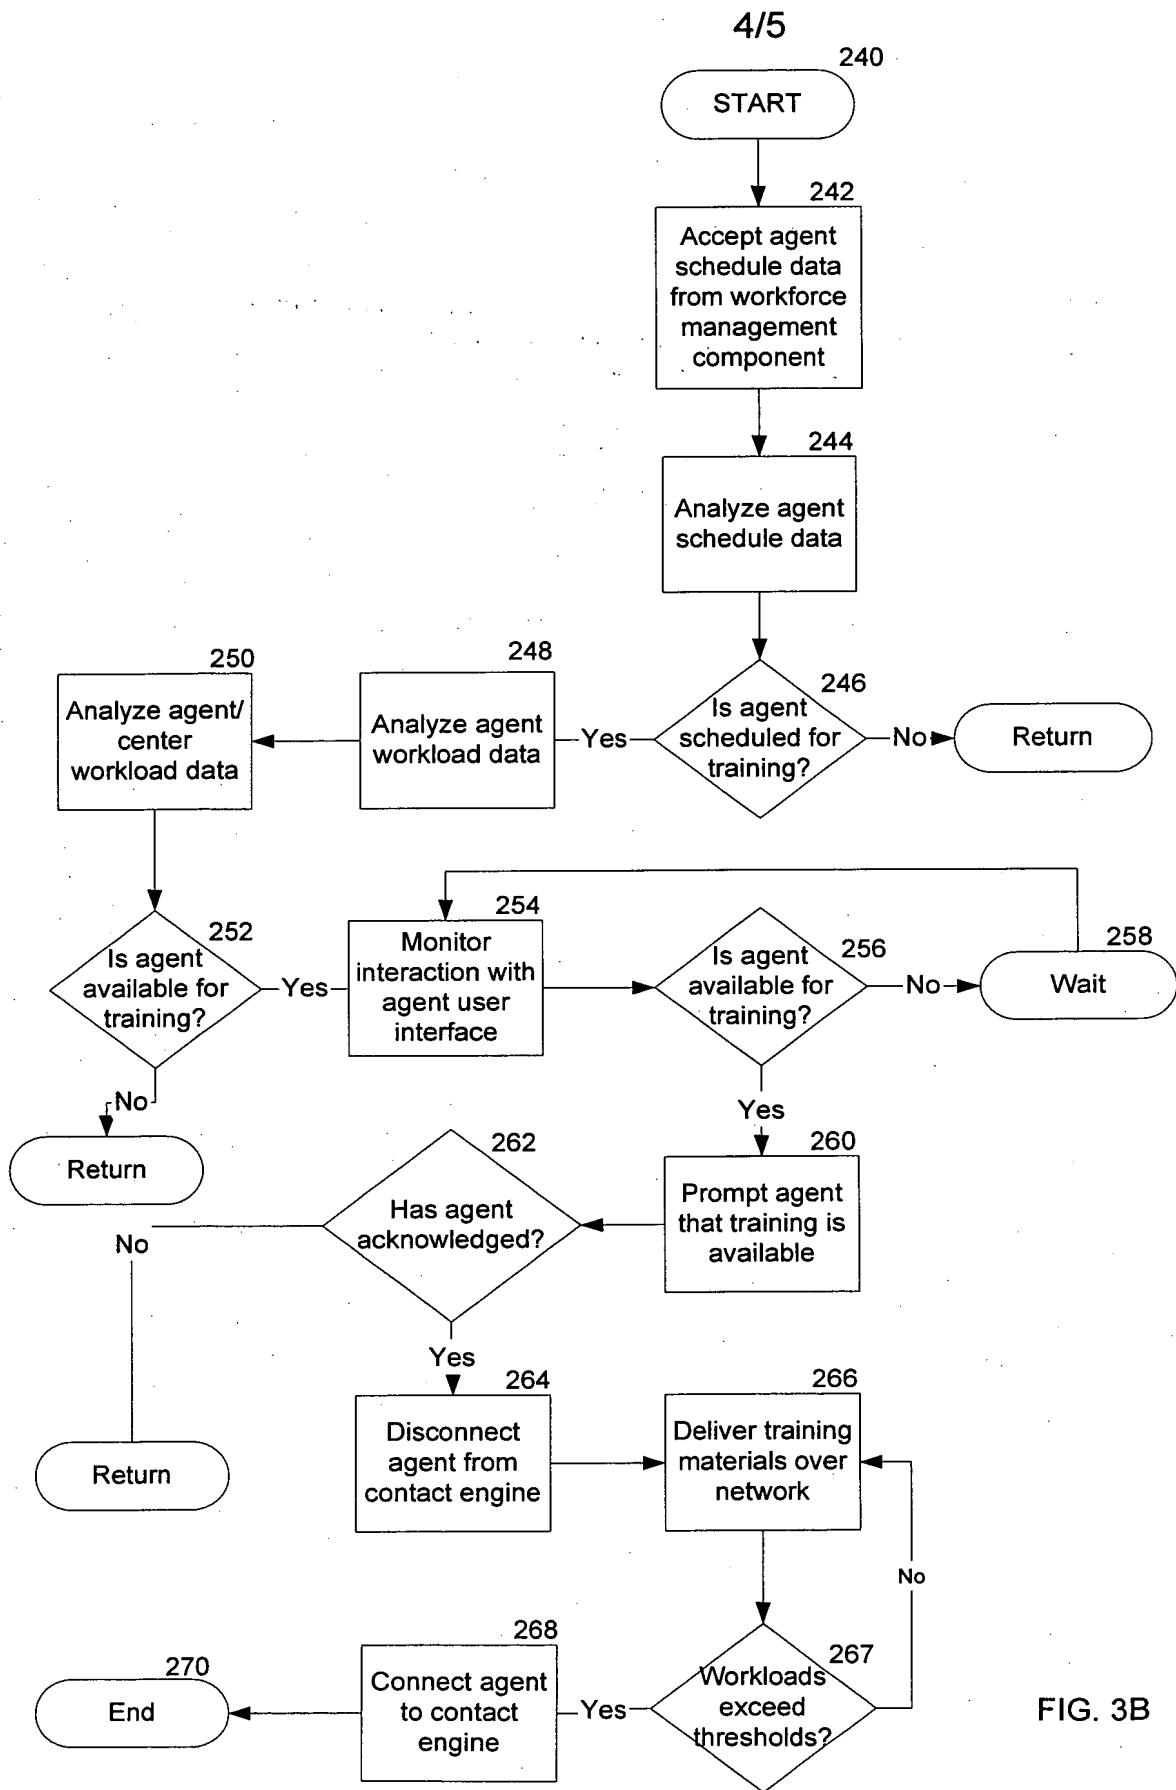 4/5
240
START
242
Accept agent
schedule data
from workforce
management
component
244
Analyze agent
schedule data
250
Analyze agent/
center
workload data
248
Analyze agent
workload data
Yes
246
Is agent
scheduled for
training?
No
Return
252
Is agent
available for
training?
Yes
254
Monitor
interaction with
agent user
interface
256
Is agent
available for
training?
No
258
Wait
No
Return
Yes
260
Prompt agent
that training is
available
262
Has agent
acknowledged?
No
Return
Yes
264
Disconnect
agent from
contact engine
266
Deliver training
materials over
network
No
267
Workloads
exceed
thresholds?
Yes
268
Connect agent
to contact
engine
270
End
FIG. 3B